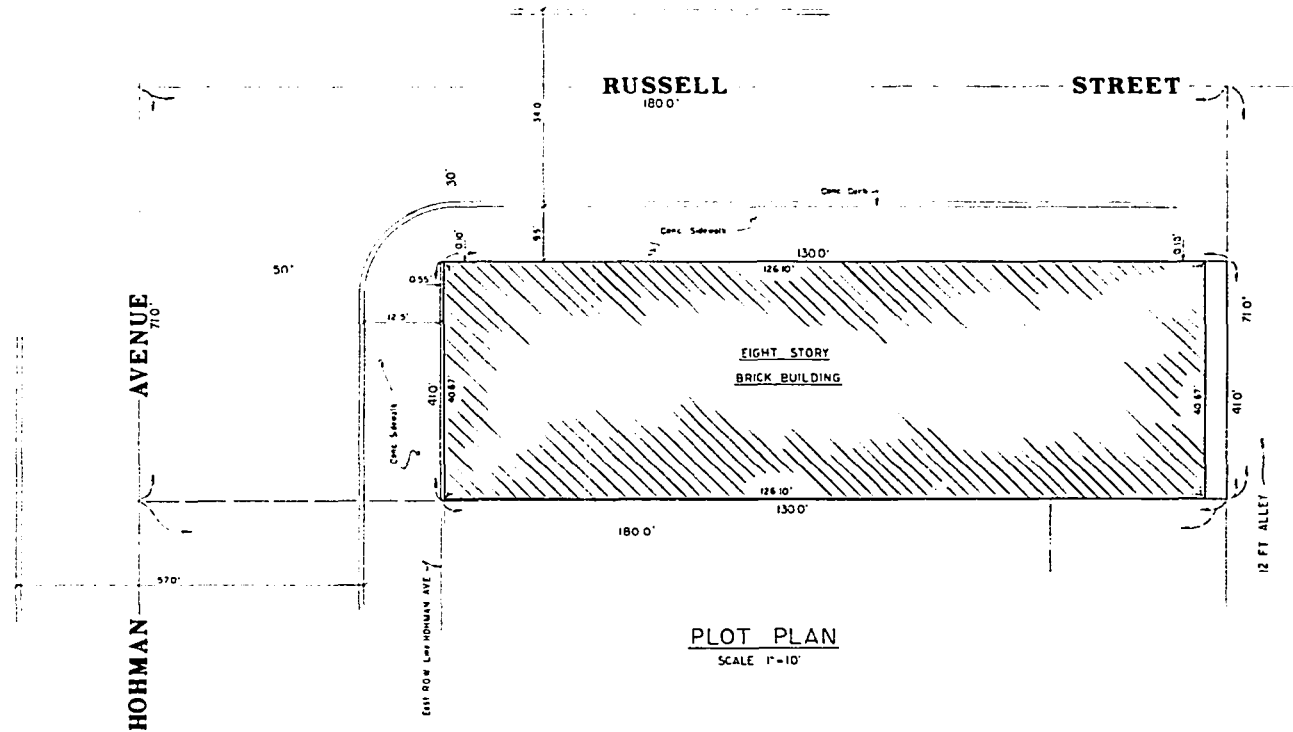 RUSSELL STREET
180.0'
34.0
30'
Conc. Curb
9.5'
Conc. Sidewalk
0.10'
130.0'
0.10'
126.10'
50'
0.55'
12.5'
HOHMAN AVENUE
71.0'
71.0'
EIGHT STORY
BRICK BUILDING
41.0'
40.67'
40.67'
41.0'
Conc. Sidewalk
126.10'
130.0'
180.0'
12 FT ALLEY
57.0'
East ROW Line HOHMAN AVE
PLOT PLAN
SCALE 1"=10'